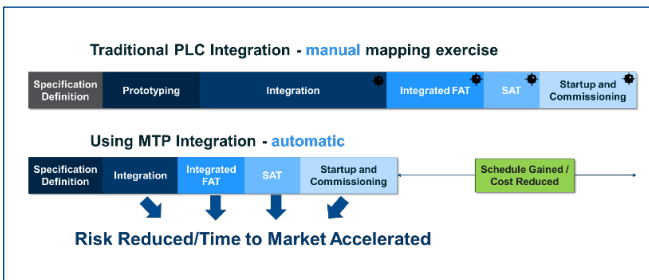 Traditional PLC Integration - manual mapping exercise
Specification
Definition
Prototyping
Integration
Integrated FAT
SAT
Startup and
Commissioning
Using MTP Integration - automatic
Specification
Definition
Integration
Integrated
FAT
SAT
Startup and
Commissioning
Schedule Gained /
Cost Reduced
Risk Reduced/Time to Market Accelerated